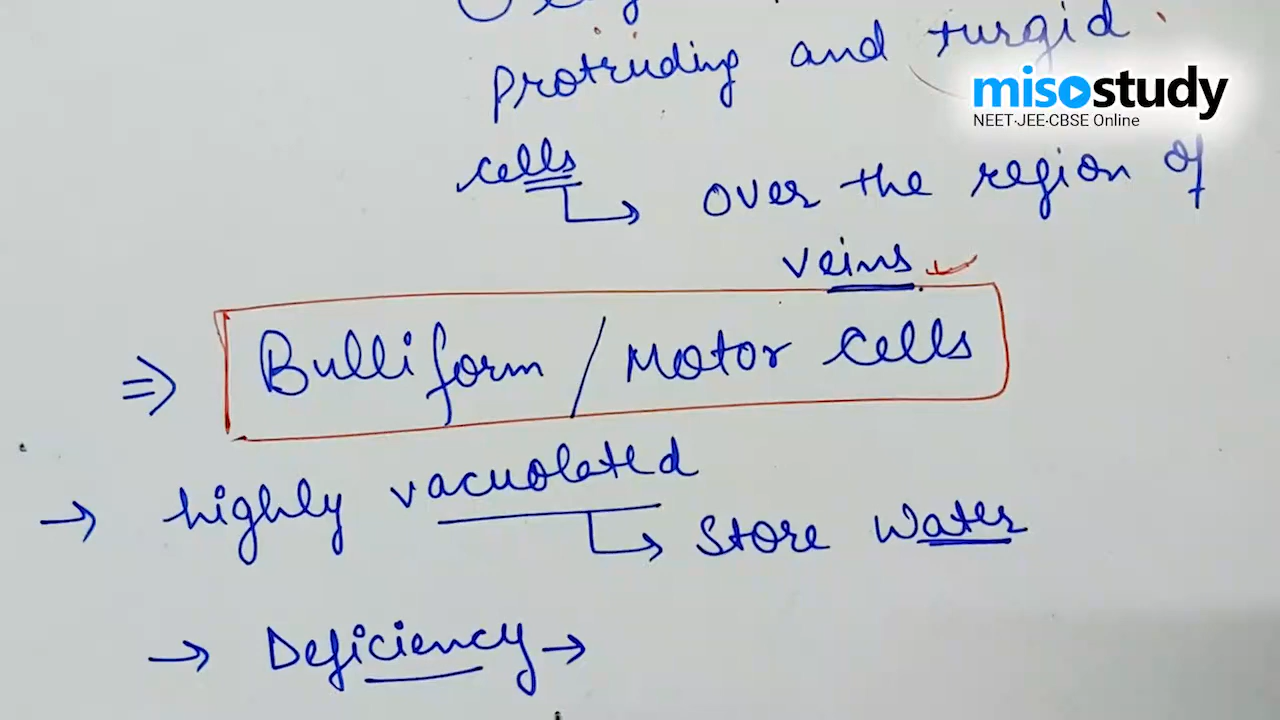 protruding and turgid
misostudy
NEET·JEE·CBSE Online
cells
over the region of
veins
⇒ Bulliform / Motor cells
→ highly vacuolated
→ Store water
→ Deficiency →